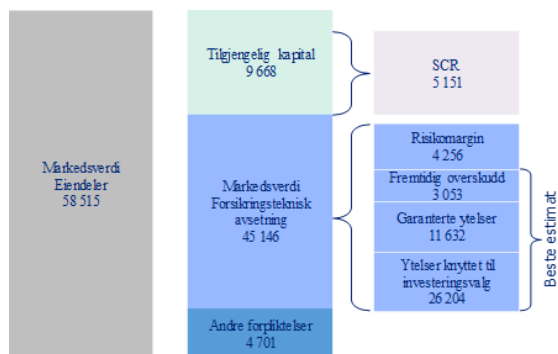 Markedsverdi
Eiendeler
58 515
Tilgjengelig kapital
9 668
Markedsverdi
Forsikringsteknisk
avsetning
45 146
Andre forpliktelser
4 701
SCR
5 151
Risikomargin
4 256
Fremtidig overskudd
3 053
Garanterte ytelser
11 632
Ytelser knyttet til
investeringsvalg
26 204
Beste estimat